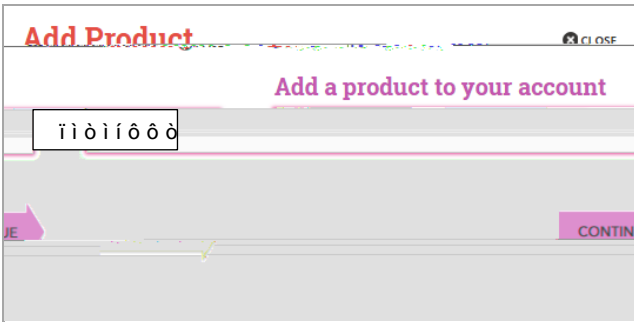 Add Product
CLOSE
Add a product to your account
ïìòìíôôò
UE
CONTIN